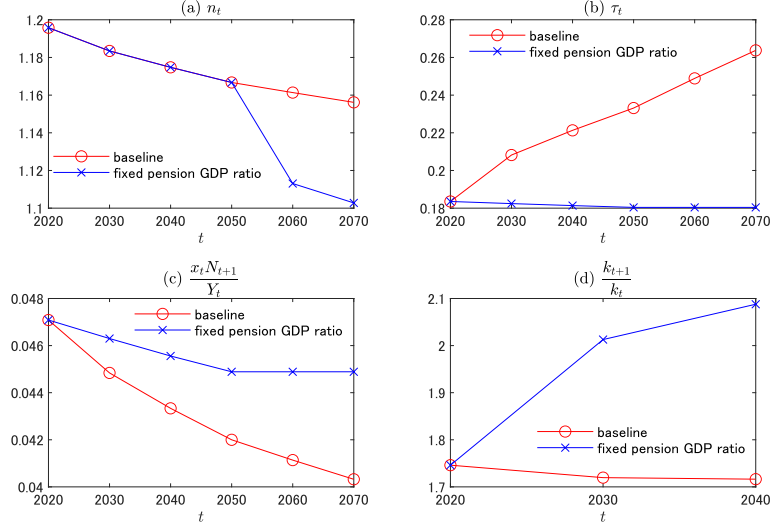 (a) n_t
1.2
1.18
1.16
1.14
1.12
1.1
baseline
fixed pension GDP ratio
2020 2030 2040 2050 2060 2070
t
(b) τ_t
0.28
0.26
0.24
0.22
0.2
0.18
baseline
fixed pension GDP ratio
2020 2030 2040 2050 2060 2070
t
(c) x_t N_{t+1} / Y_t
0.048
0.046
0.044
0.042
0.04
baseline
fixed pension GDP ratio
2020 2030 2040 2050 2060 2070
t
(d) k_{t+1} / k_t
2.1
2
1.9
1.8
1.7
baseline
fixed pension GDP ratio
2020 2030 2040
t